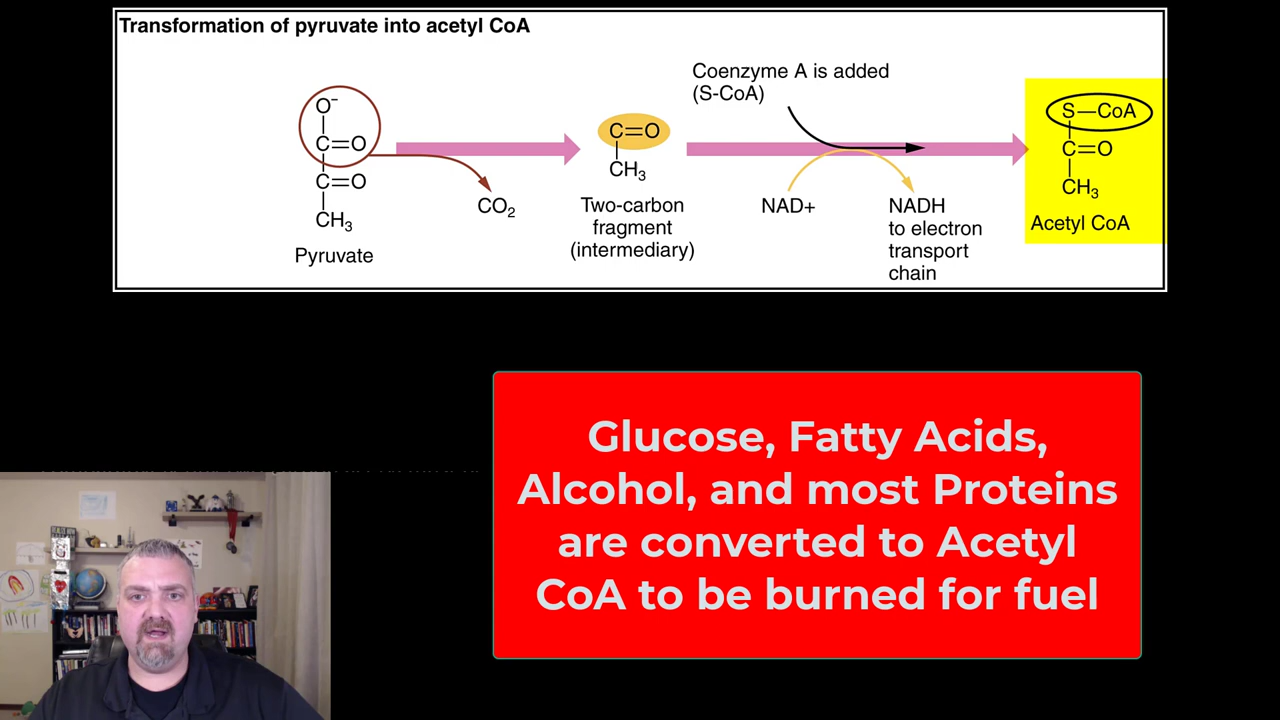 Transformation of pyruvate into acetyl CoA
O⁻
C=O
C=O
CH₃
Pyruvate
CO₂
C=O
CH₃
Two-carbon
fragment
(intermediary)
Coenzyme A is added
(S-CoA)
NAD+
NADH
to electron
transport
chain
S—CoA
C=O
CH₃
Acetyl CoA
Glucose, Fatty Acids,
Alcohol, and most Proteins
are converted to Acetyl
CoA to be burned for fuel